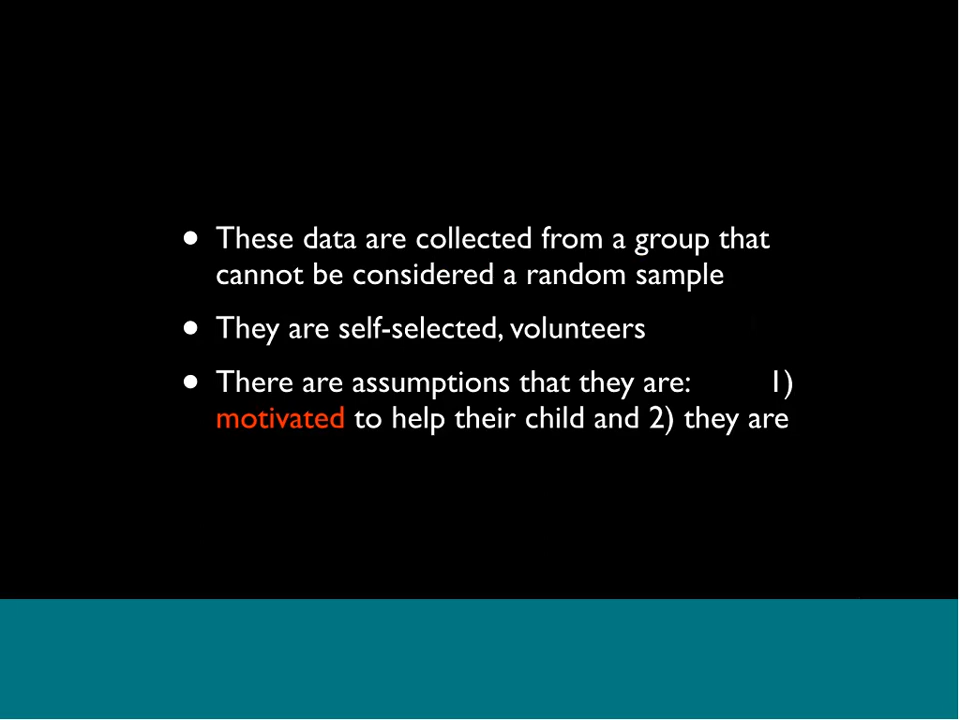 • These data are collected from a group that
cannot be considered a random sample
• They are self-selected, volunteers
• There are assumptions that they are: 1)
motivated to help their child and 2) they are